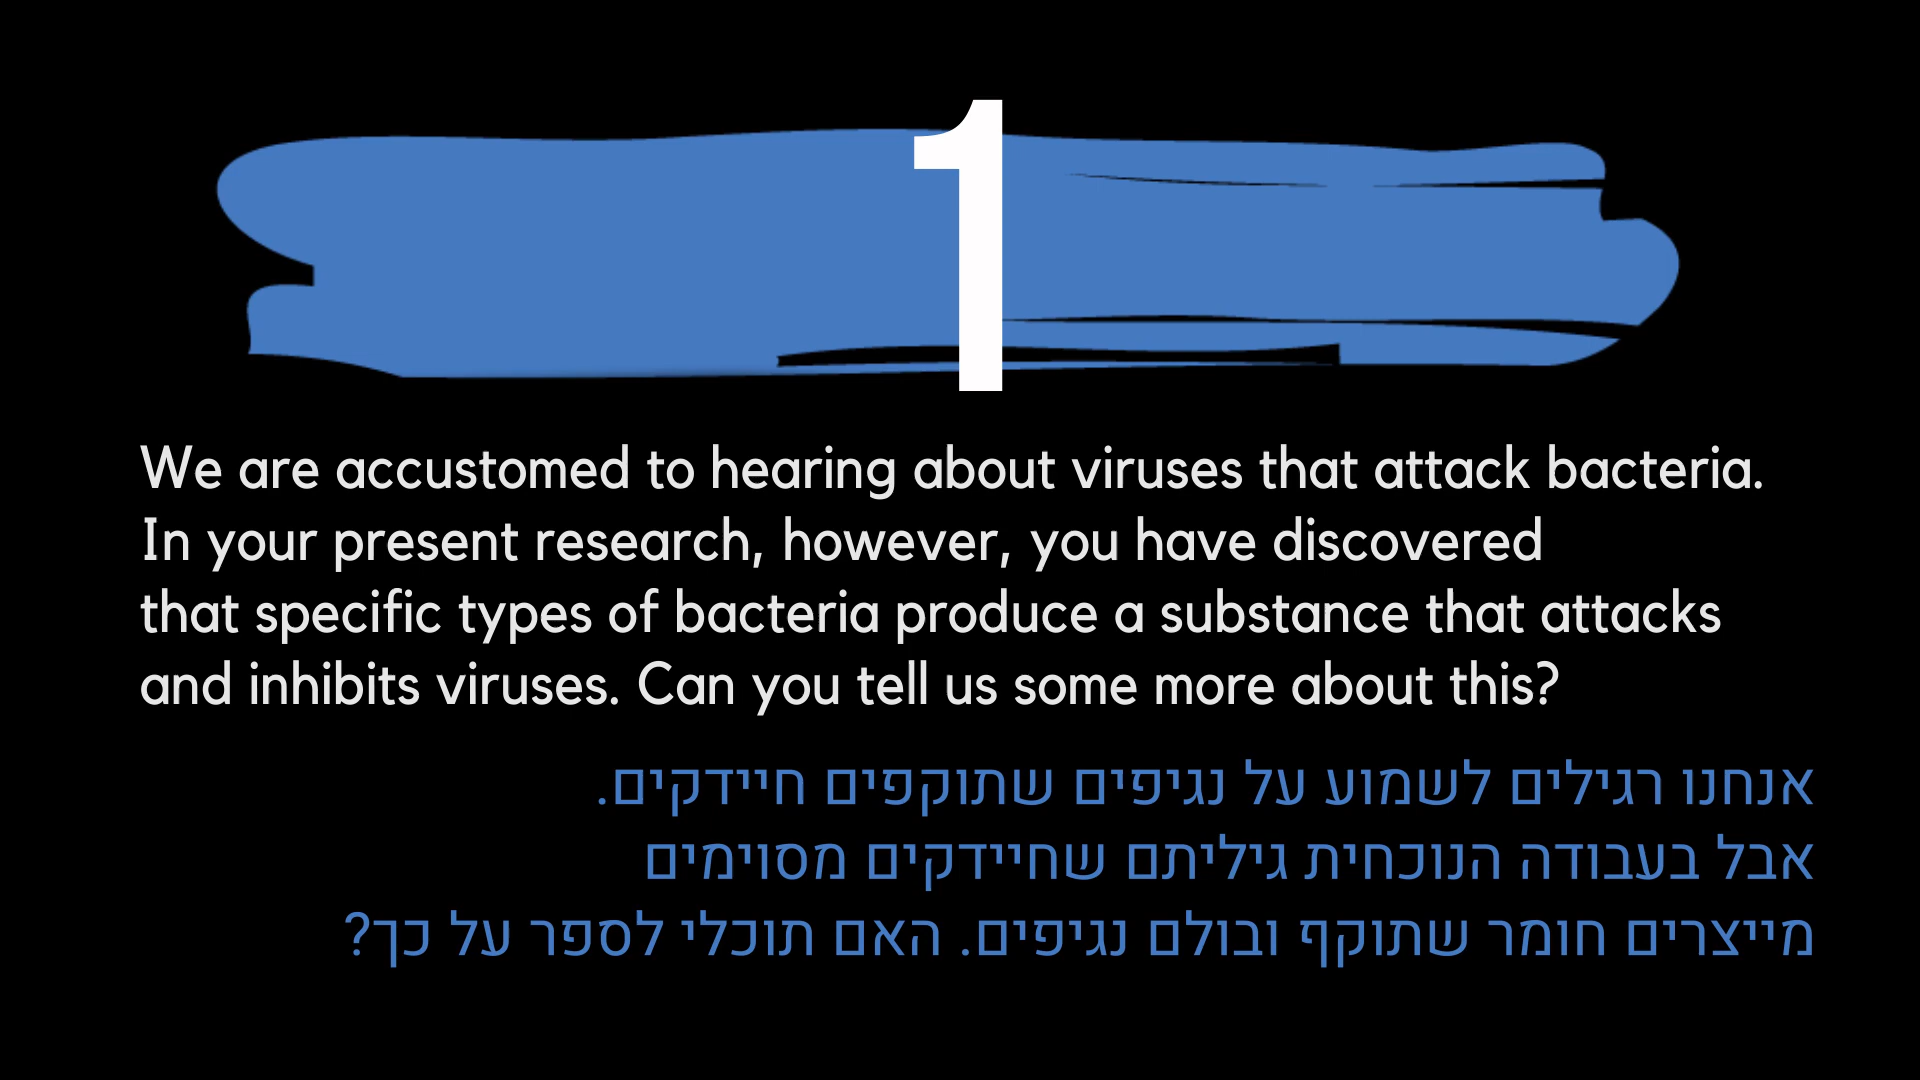 1
We are accustomed to hearing about viruses that attack bacteria.
In your present research, however, you have discovered
that specific types of bacteria produce a substance that attacks
and inhibits viruses. Can you tell us some more about this?
אנחנו רגילים לשמוע על נגיפים שתוקפים חיידקים.
אבל בעבודה הנוכחית גיליתם שחיידקים מסוימים
מייצרים חומר שתוקף ובולם נגיפים. האם תוכלי לספר על כך?